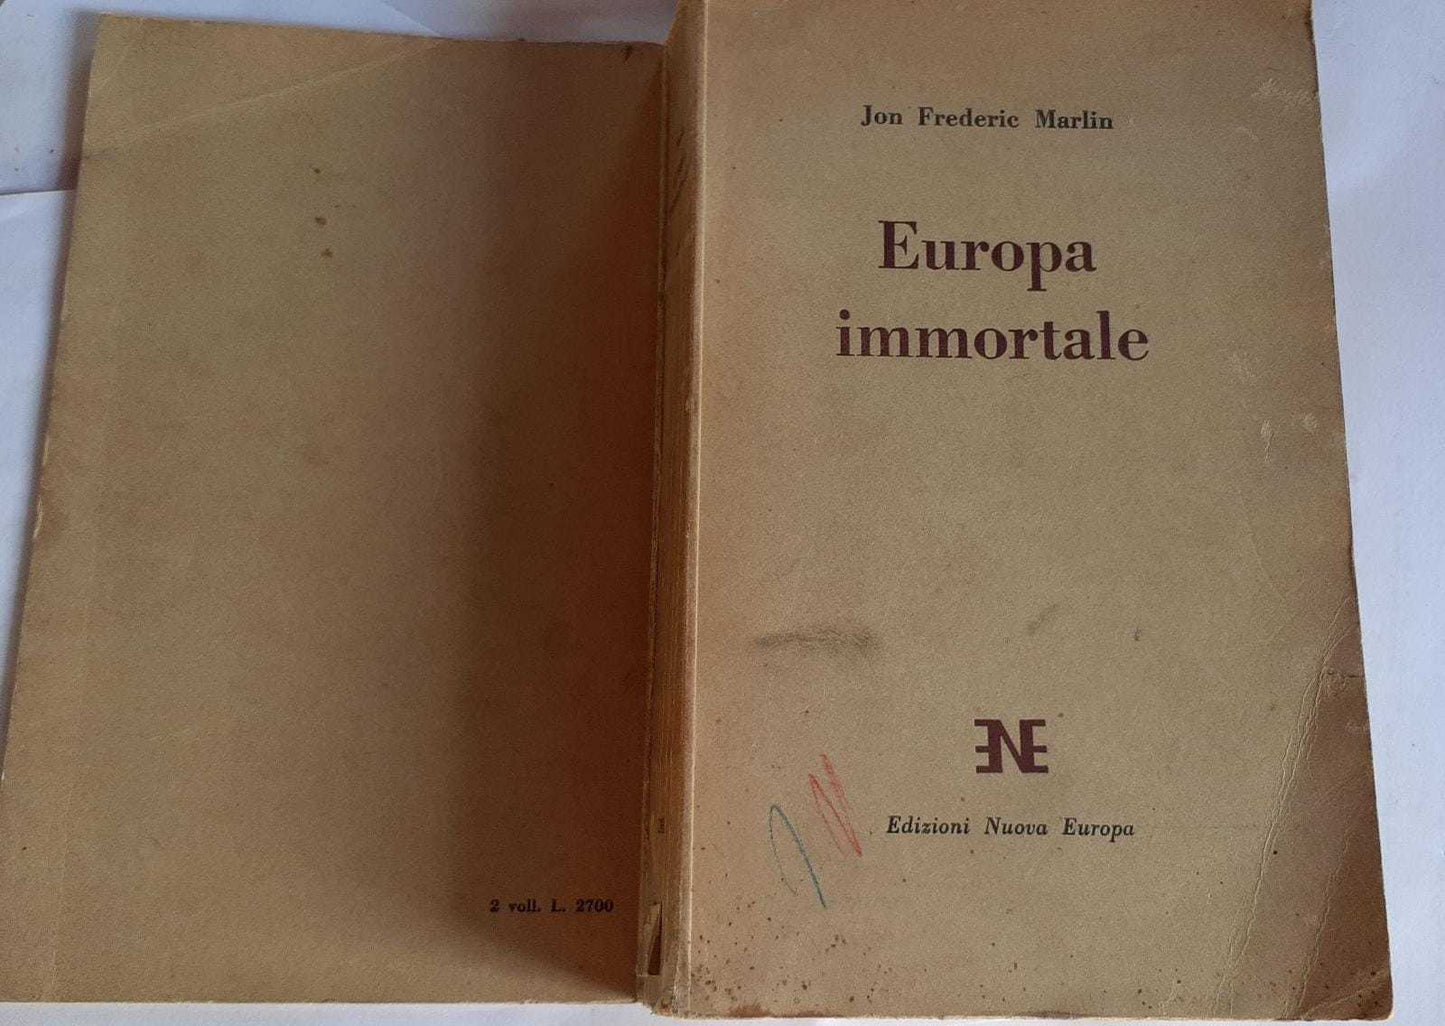 Jon Frederic Marlin
Europa
immortale
ENE
Edizioni Nuova Europa
2 voll. L. 2700